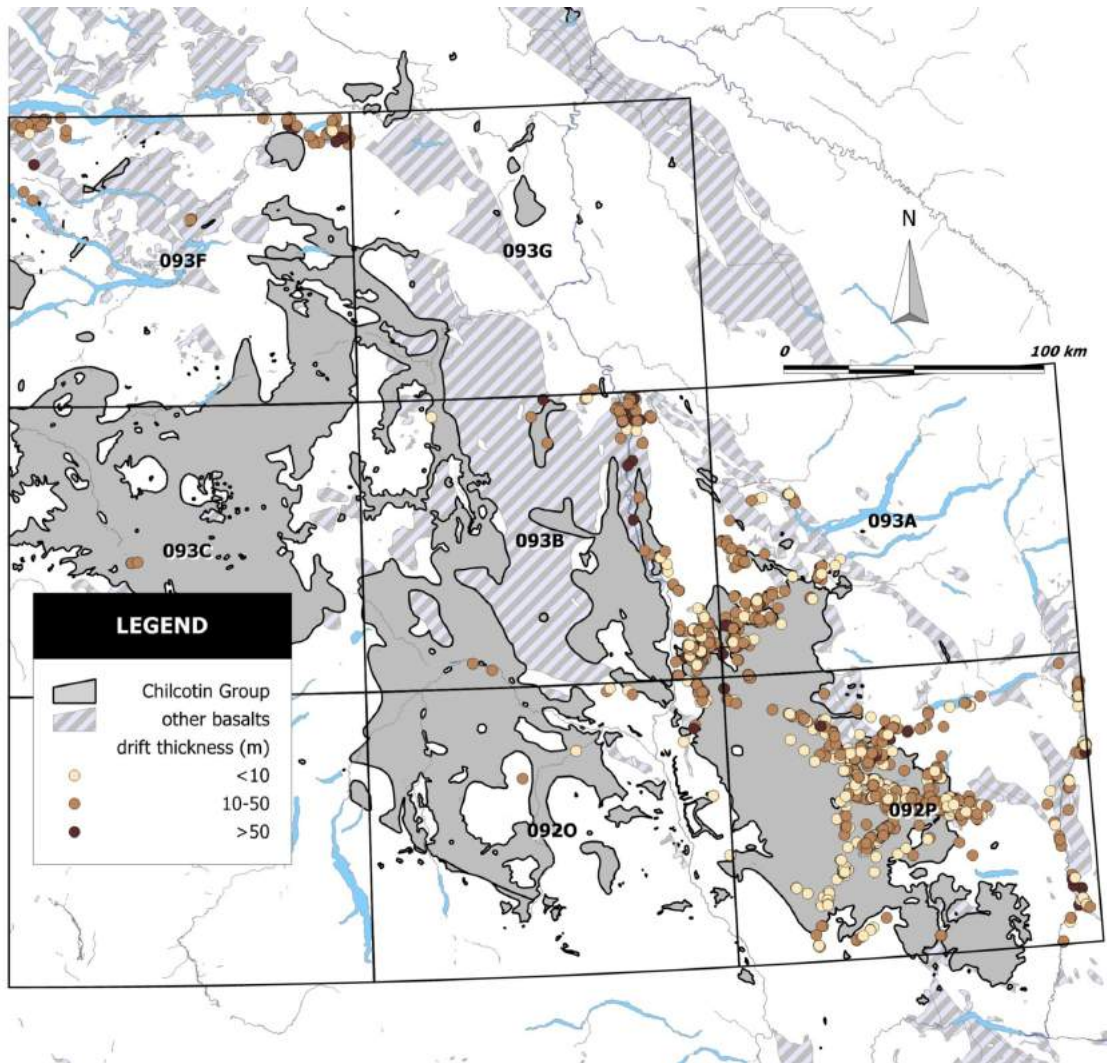 N
093F
093G
0
100 km
093A
093B
093C
LEGEND
Chilcotin Group
other basalts
drift thickness (m)
<10
10-50
>50
092O
092P